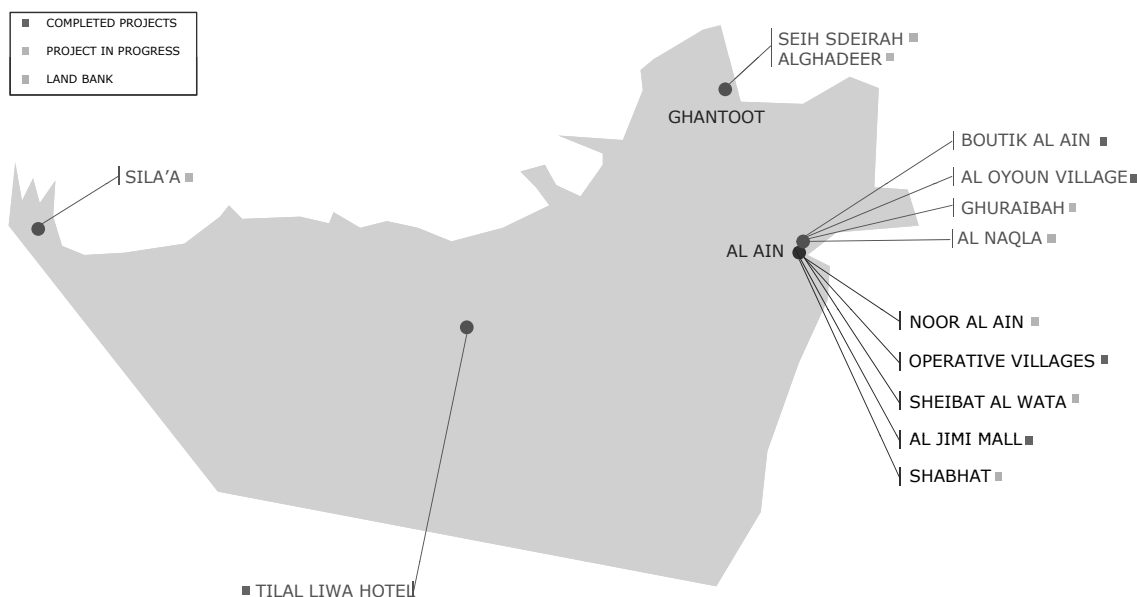 COMPLETED PROJECTS
PROJECT IN PROGRESS
LAND BANK
SEIH SDEIRAH
ALGHADEER
GHANTOOT
BOUTIK AL AIN
SILA’A
AL OYOUN VILLAGE
GHURAIBAH
AL NAQLA
AL AIN
NOOR AL AIN
OPERATIVE VILLAGES
SHEIBAT AL WATA
AL JIMI MALL
SHABHAT
TILAL LIWA HOTEL